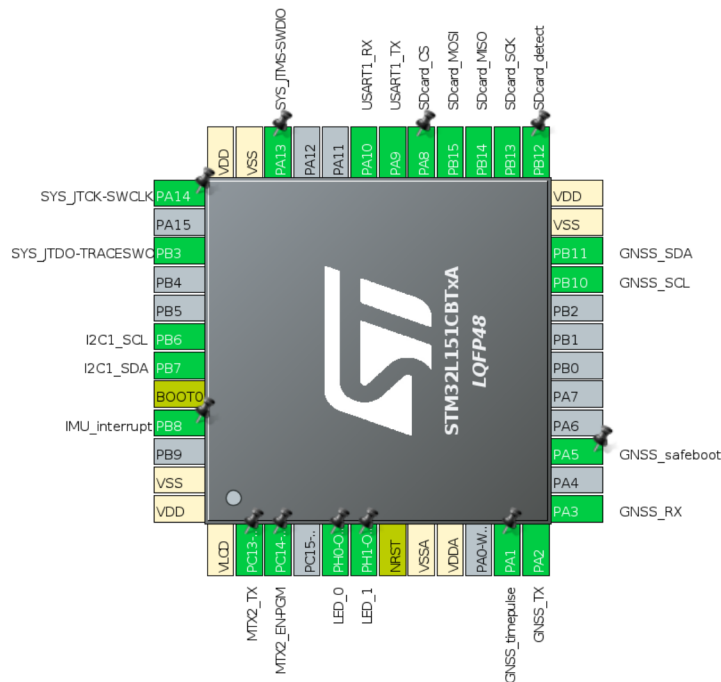 SYS_JTMS-SWDIO
USART1_RX
USART1_TX
SDcard_CS
SDcard_MOSI
SDcard_MISO
SDcard_SCK
SDcard_detect
VDD
VSS
PA13
PA12
PA11
PA10
PA9
PA8
PB15
PB14
PB13
PB12
SYS_JTCK-SWCLK PA14
PA15
SYS_JTDO-TRACESWO PB3
PB4
PB5
I2C1_SCL PB6
I2C1_SDA PB7
BOOT0
IMU_interrupt PB8
PB9
VSS
VDD
STM32L151CBTxA
LQFP48
VDD
VSS
PB11 GNSS_SDA
PB10 GNSS_SCL
PB2
PB1
PB0
PA7
PA6
PA5 GNSS_safeboot
PA4
PA3 GNSS_RX
VLCD
PC13-..
PC14-..
PC15-..
PH0-O..
PH1-O..
NRST
VSSA
VDDA
PA0-W..
PA1
PA2
MTX2_TX
MTX2_EN-PGM
LED_0
LED_1
GNSS_timepulse
GNSS_TX